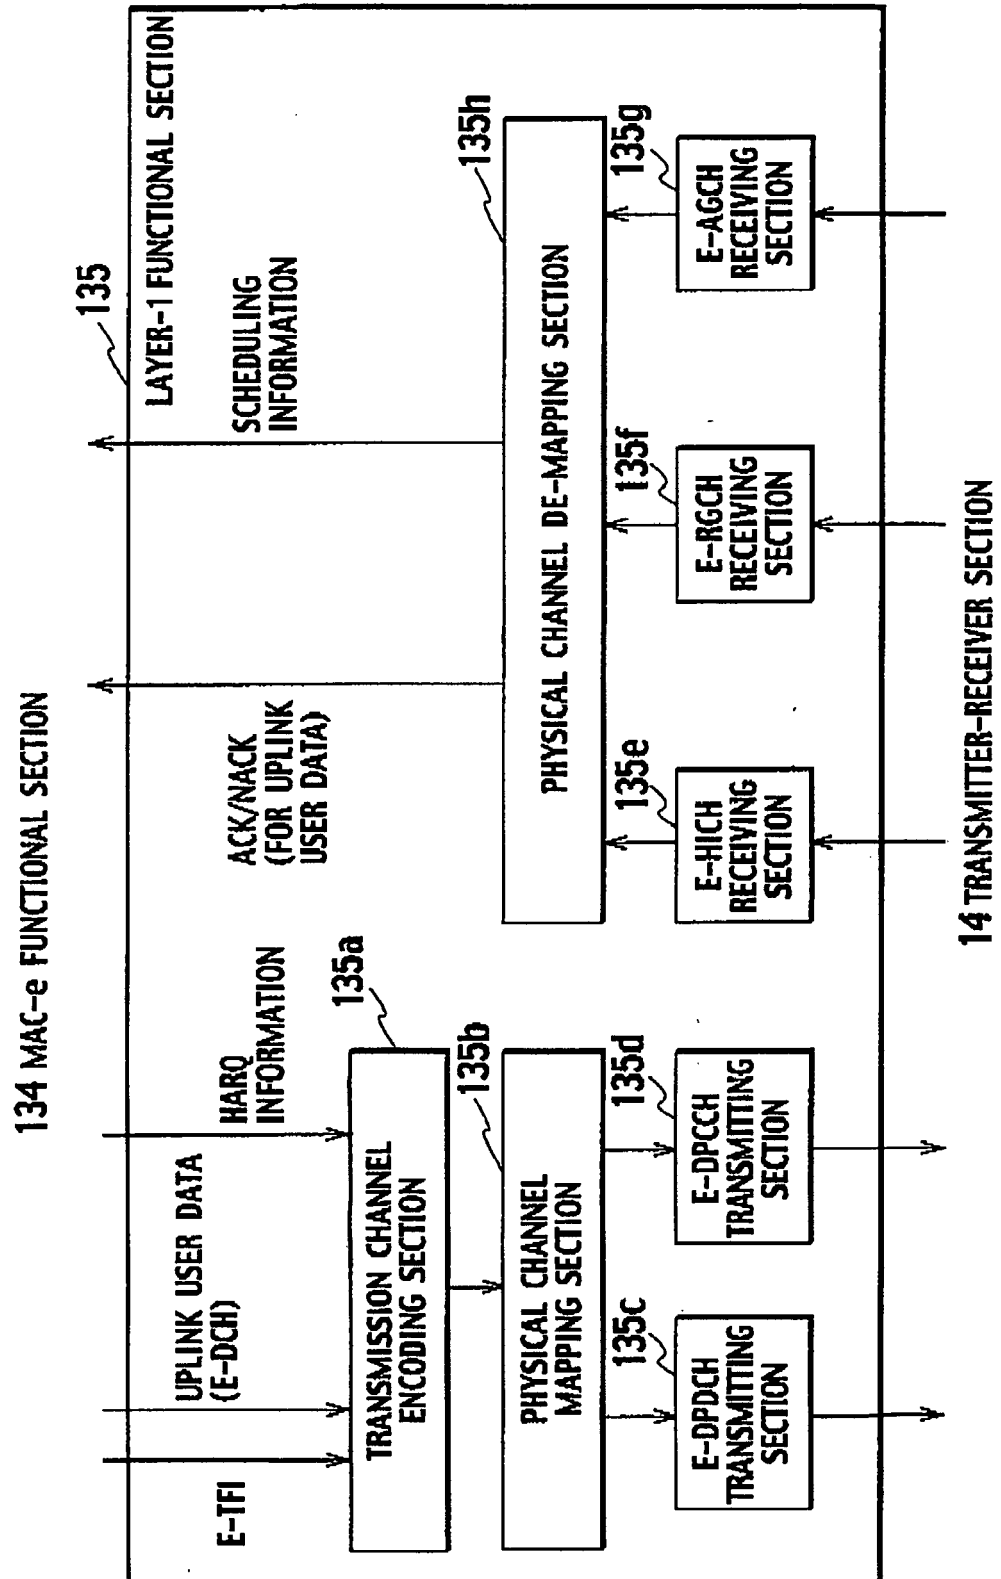 134 MAC-e FUNCTIONAL SECTION
135
LAYER-1 FUNCTIONAL SECTION
E-TFI
UPLINK USER DATA
(E-DCH)
HARQ
INFORMATION
ACK/NACK
(FOR UPLINK
USER DATA)
SCHEDULING
INFORMATION
135a
TRANSMISSION CHANNEL
ENCODING SECTION
135b
PHYSICAL CHANNEL
MAPPING SECTION
135h
PHYSICAL CHANNEL DE-MAPPING SECTION
135c
E-DPDCH
TRANSMITTING
SECTION
135d
E-DPCCH
TRANSMITTING
SECTION
135e
E-HICH
RECEIVING
SECTION
135f
E-RGCH
RECEIVING
SECTION
135g
E-AGCH
RECEIVING
SECTION
14 TRANSMITTER-RECEIVER SECTION